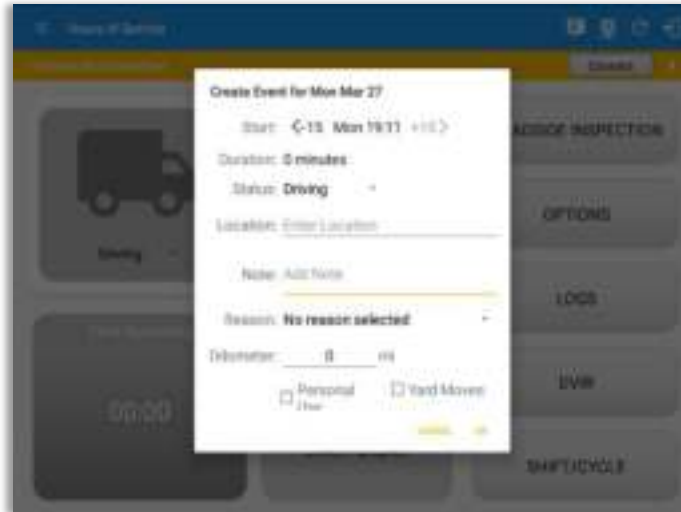 Hours of Service
Create Event for Mon Mar 27
Start: <-15 Mon 19:11 +15>
Duration: 0 minutes
Status: Driving
Location: Enter Location
Note: Add Note
Reason: No reason selected
Odometer: 0 mi
Personal Use
Yard Moves
Driving
00:00
OPTIONS
LOGS
DVIR
SHIFT/CYCLE
INSPECTION